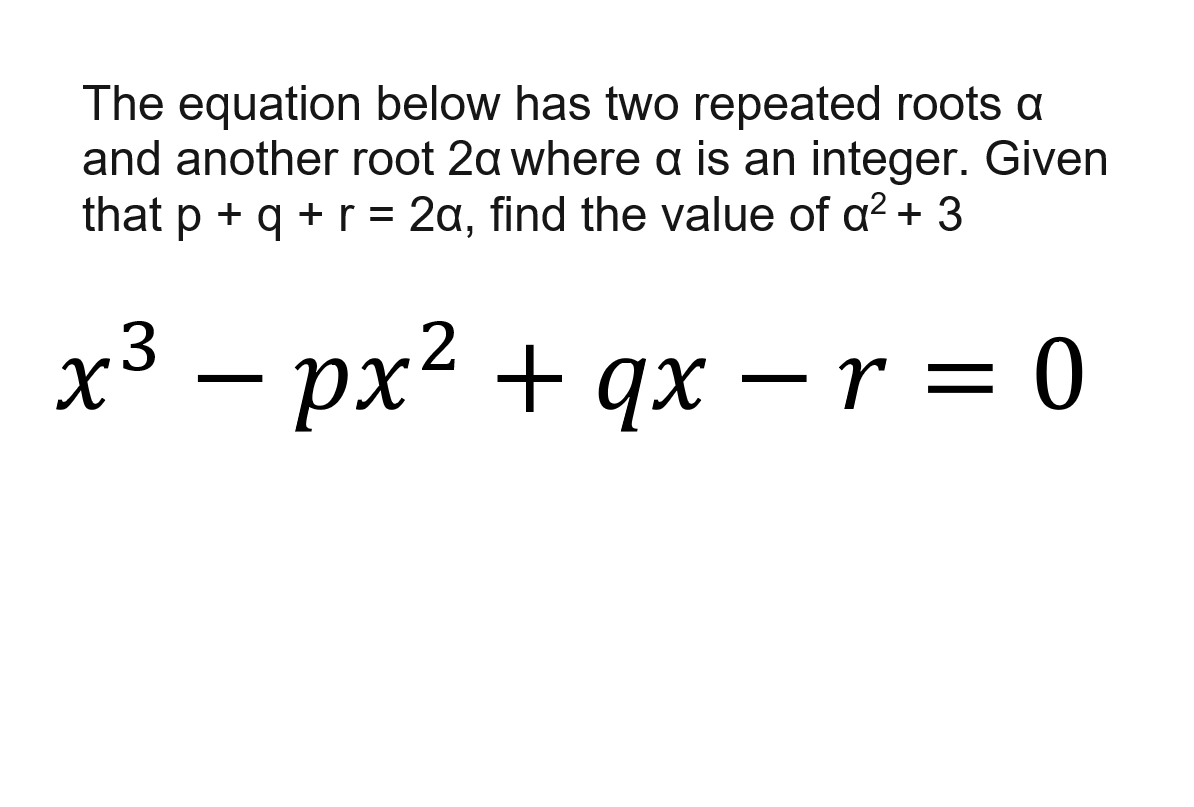 The equation below has two repeated roots α
and another root 2α where α is an integer. Given
that p + q + r = 2α, find the value of α² + 3
x³ − px² + qx − r = 0